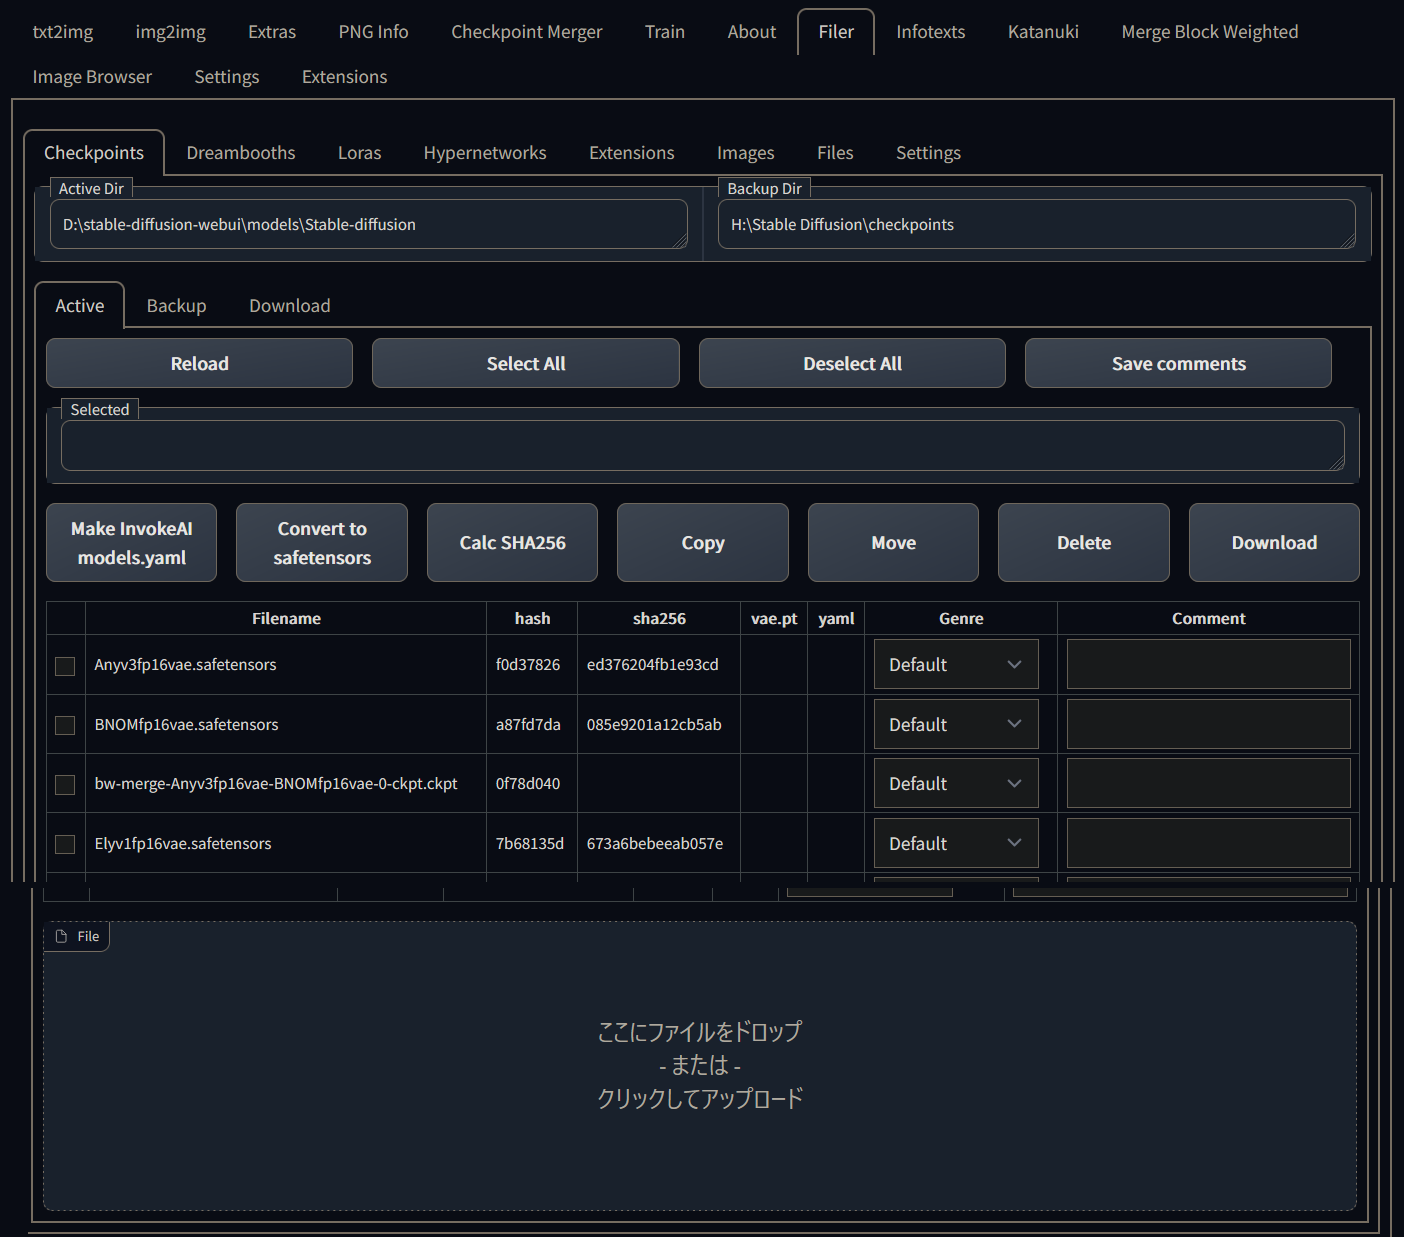 txt2img img2img Extras PNG Info Checkpoint Merger Train About Filer Infotexts Katanuki Merge Block Weighted
Image Browser Settings Extensions
Checkpoints Dreambooths Loras Hypernetworks Extensions Images Files Settings
Active Dir Backup Dir
D:\stable-diffusion-webui\models\Stable-diffusion H:\Stable Diffusion\checkpoints
Active Backup Download
Reload Select All Deselect All Save comments
Selected
Make InvokeAI models.yaml Convert to safetensors Calc SHA256 Copy Move Delete Download
Filename hash sha256 vae.pt yaml Genre Comment
Anyv3fp16vae.safetensors f0d37826 ed376204fb1e93cd Default
BNOMfp16vae.safetensors a87fd7da 085e9201a12cb5ab Default
bw-merge-Anyv3fp16vae-BNOMfp16vae-0-ckpt.ckpt 0f78d040 Default
Elyv1fp16vae.safetensors 7b68135d 673a6bebeeab057e Default
File
ここにファイルをドロップ
- または -
クリックしてアップロード